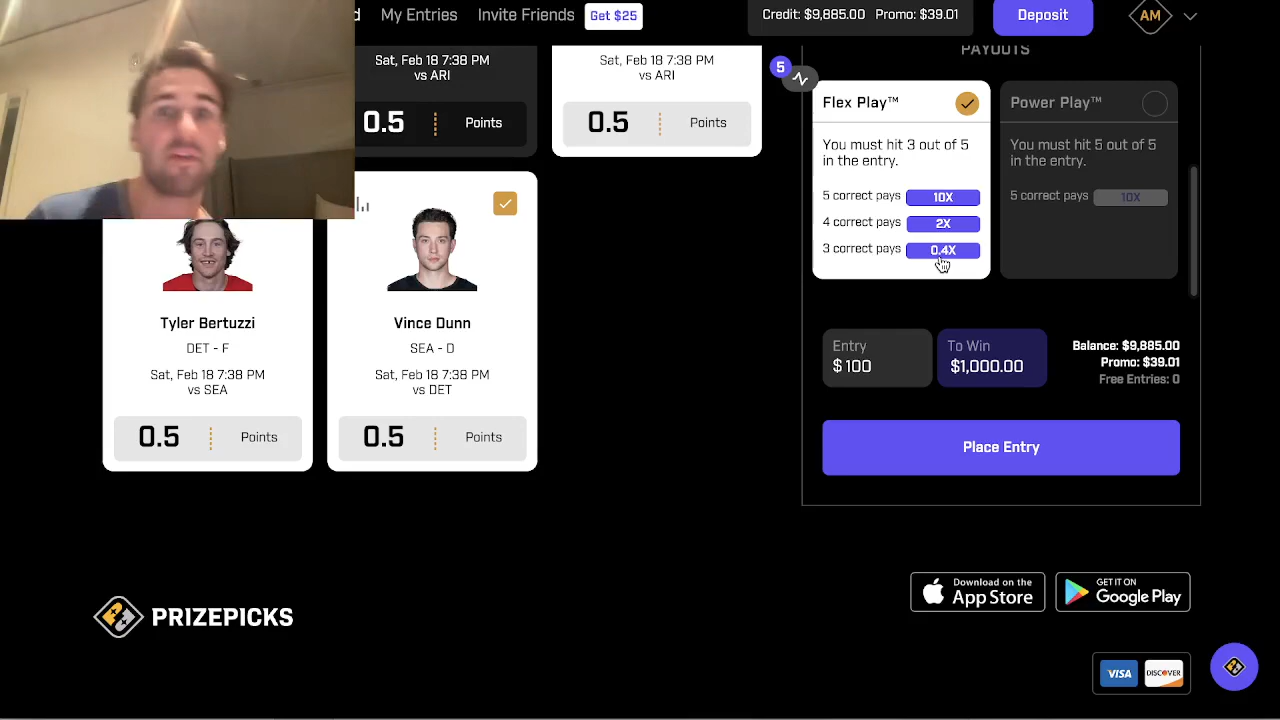 d
My Entries
Invite Friends
Get $25
Credit: $9,885.00 Promo: $39.01
Deposit
AM
Sat, Feb 18 7:38 PM
vs ARI
0.5
Points
Sat, Feb 18 7:38 PM
vs ARI
0.5
Points
Tyler Bertuzzi
DET - F
Sat, Feb 18 7:38 PM
vs SEA
0.5
Points
Vince Dunn
SEA - D
Sat, Feb 18 7:38 PM
vs DET
0.5
Points
5
PAYOUTS
Flex Play™
You must hit 3 out of 5
in the entry.
5 correct pays 10X
4 correct pays 2X
3 correct pays 0.4X
Power Play™
You must hit 5 out of 5
in the entry.
5 correct pays 10X
Entry
$ 100
To Win
$1,000.00
Balance: $9,885.00
Promo: $39.01
Free Entries: 0
Place Entry
PRIZEPICKS
Download on the
App Store
GET IT ON
Google Play
VISA
DISCOVER